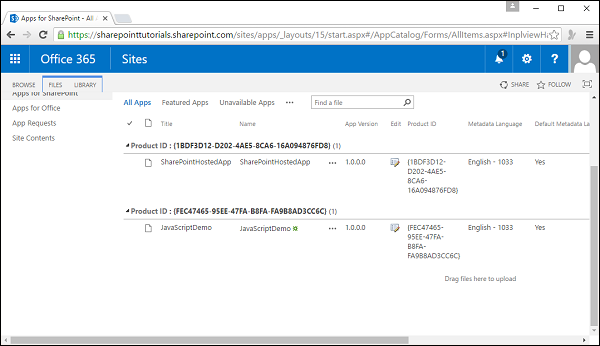 Apps for SharePoint - All
https://sharepointtutorials.sharepoint.com/sites/apps/_layouts/15/start.aspx#/AppCatalog/Forms/AllItems.aspx#InplviewHa
Office 365 Sites 1 ?
BROWSE FILES LIBRARY SHARE FOLLOW
Apps for SharePoint
Apps for Office
App Requests
Site Contents
All Apps Featured Apps Unavailable Apps ••• Find a file
Title Name App Version Edit Product ID Metadata Language Default Metadata La
Product ID : {1BDF3D12-D202-4AE5-8CA6-16A094876FD8} (1)
SharePointHostedApp SharePointHostedApp ••• 1.0.0.0 {1BDF3D12- English - 1033 Yes
D202-4AE5-
8CA6-
16A094876FD8}
Product ID : {FEC47465-95EE-47FA-B8FA-FA9B8AD3CC6C} (1)
JavaScriptDemo JavaScriptDemo ••• 1.0.0.0 {FEC47465- English - 1033 Yes
95EE-47FA-
B8FA-
FA9B8AD3CC6C}
Drag files here to upload